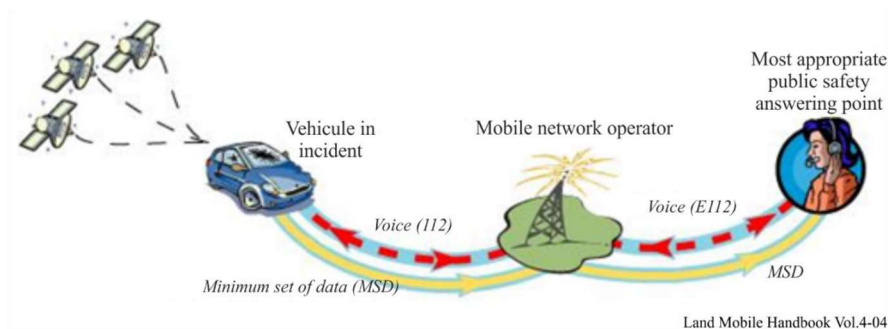 Most appropriate
public safety
answering point
Vehicule in
incident
Mobile network operator
Voice (112)
Voice (E112)
Minimum set of data (MSD)
MSD
Land Mobile Handbook Vol.4-04